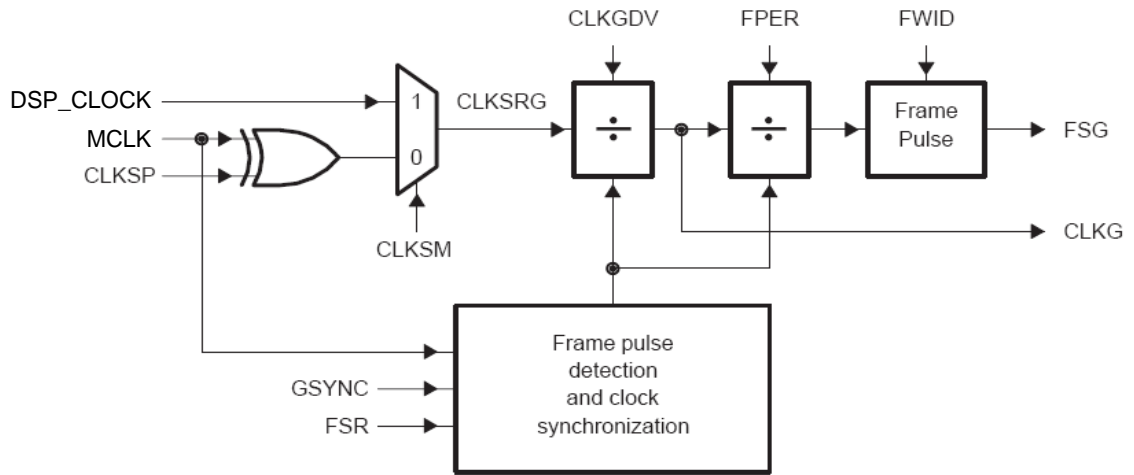 CLKGDV FPER FWID
DSP_CLOCK 1 CLKSRG ÷ ÷ Frame
Pulse FSG
MCLK
0
CLKSP
CLKSM CLKG
Frame pulse
detection
and clock
synchronization
GSYNC
FSR